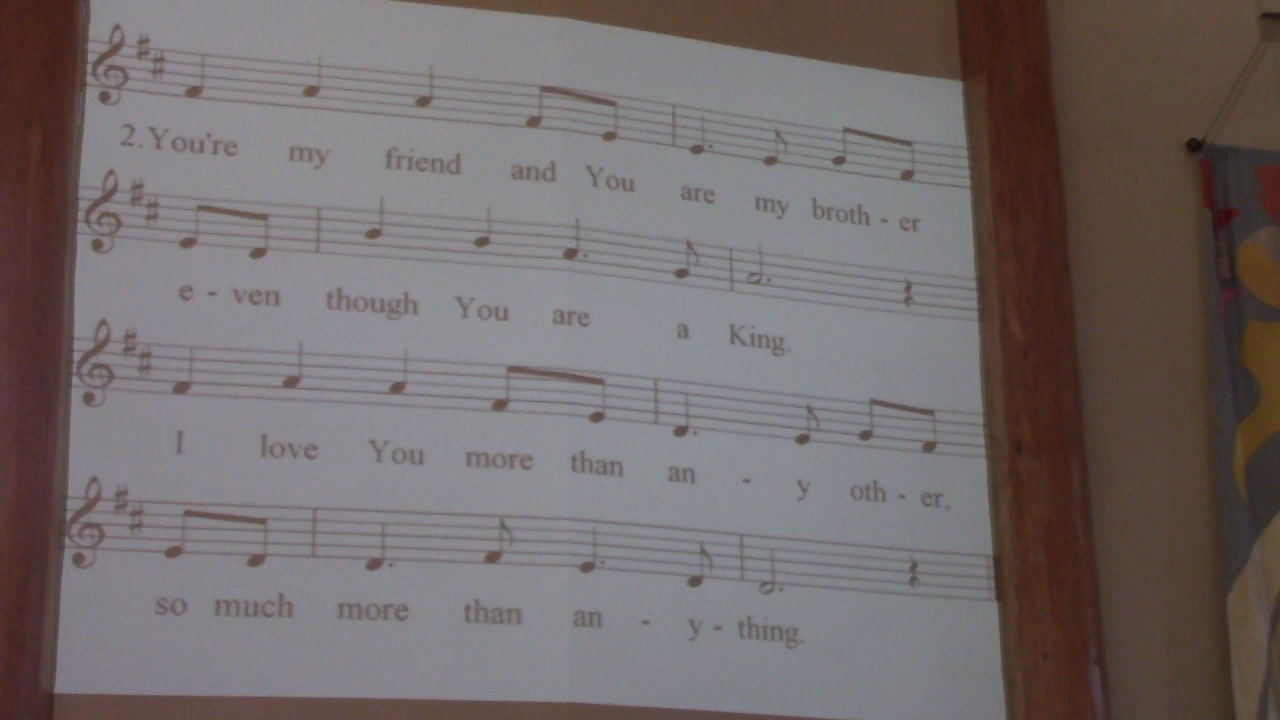 2. You're my friend and You are my broth - er
e - ven though You are a King.
I love You more than an - y oth - er,
so much more than an - y - thing.